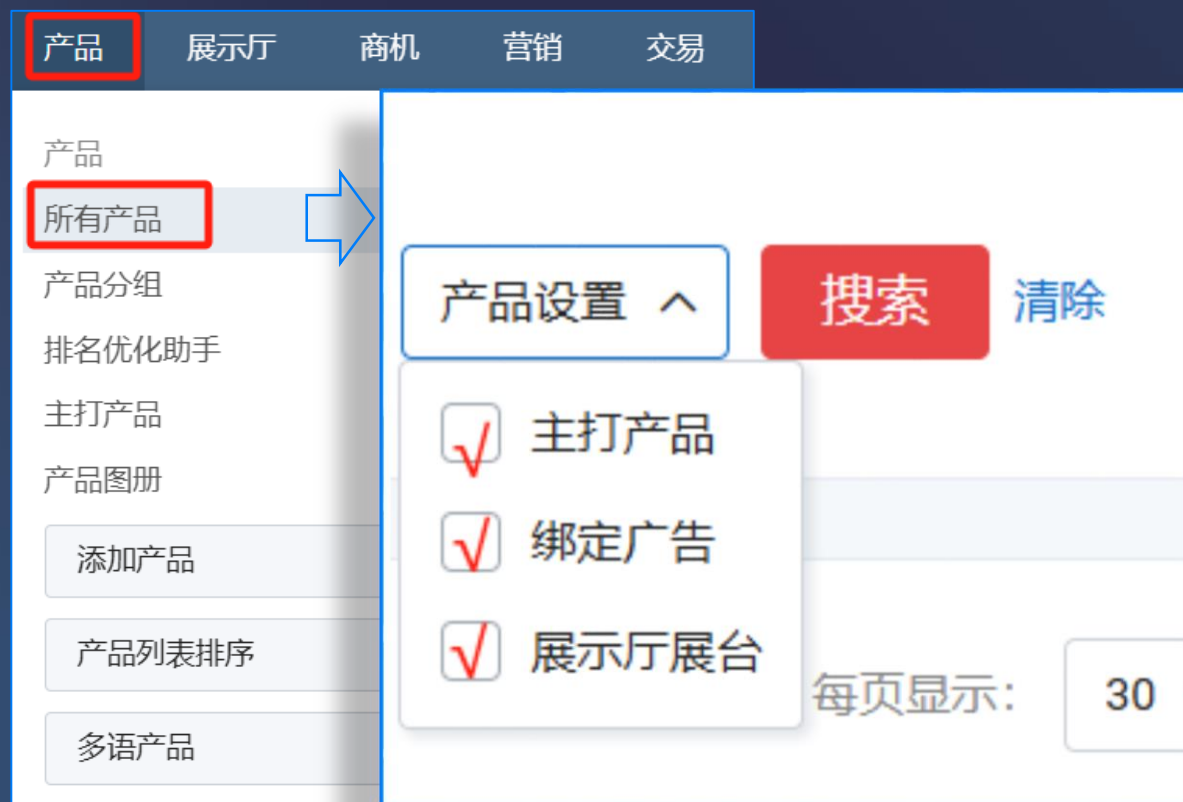 产品 展示厅 商机 营销 交易
产品
所有产品
产品分组
排名优化助手
主打产品
产品图册
添加产品
产品列表排序
多语产品
产品设置 搜索 清除
主打产品
绑定广告
展示厅展台
每页显示： 30